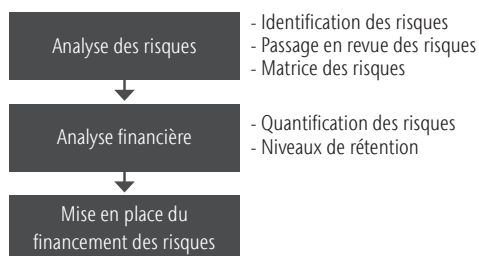 Analyse des risques
- Identification des risques
- Passage en revue des risques
- Matrice des risques
Analyse financière
- Quantification des risques
- Niveaux de rétention
Mise en place du
financement des risques